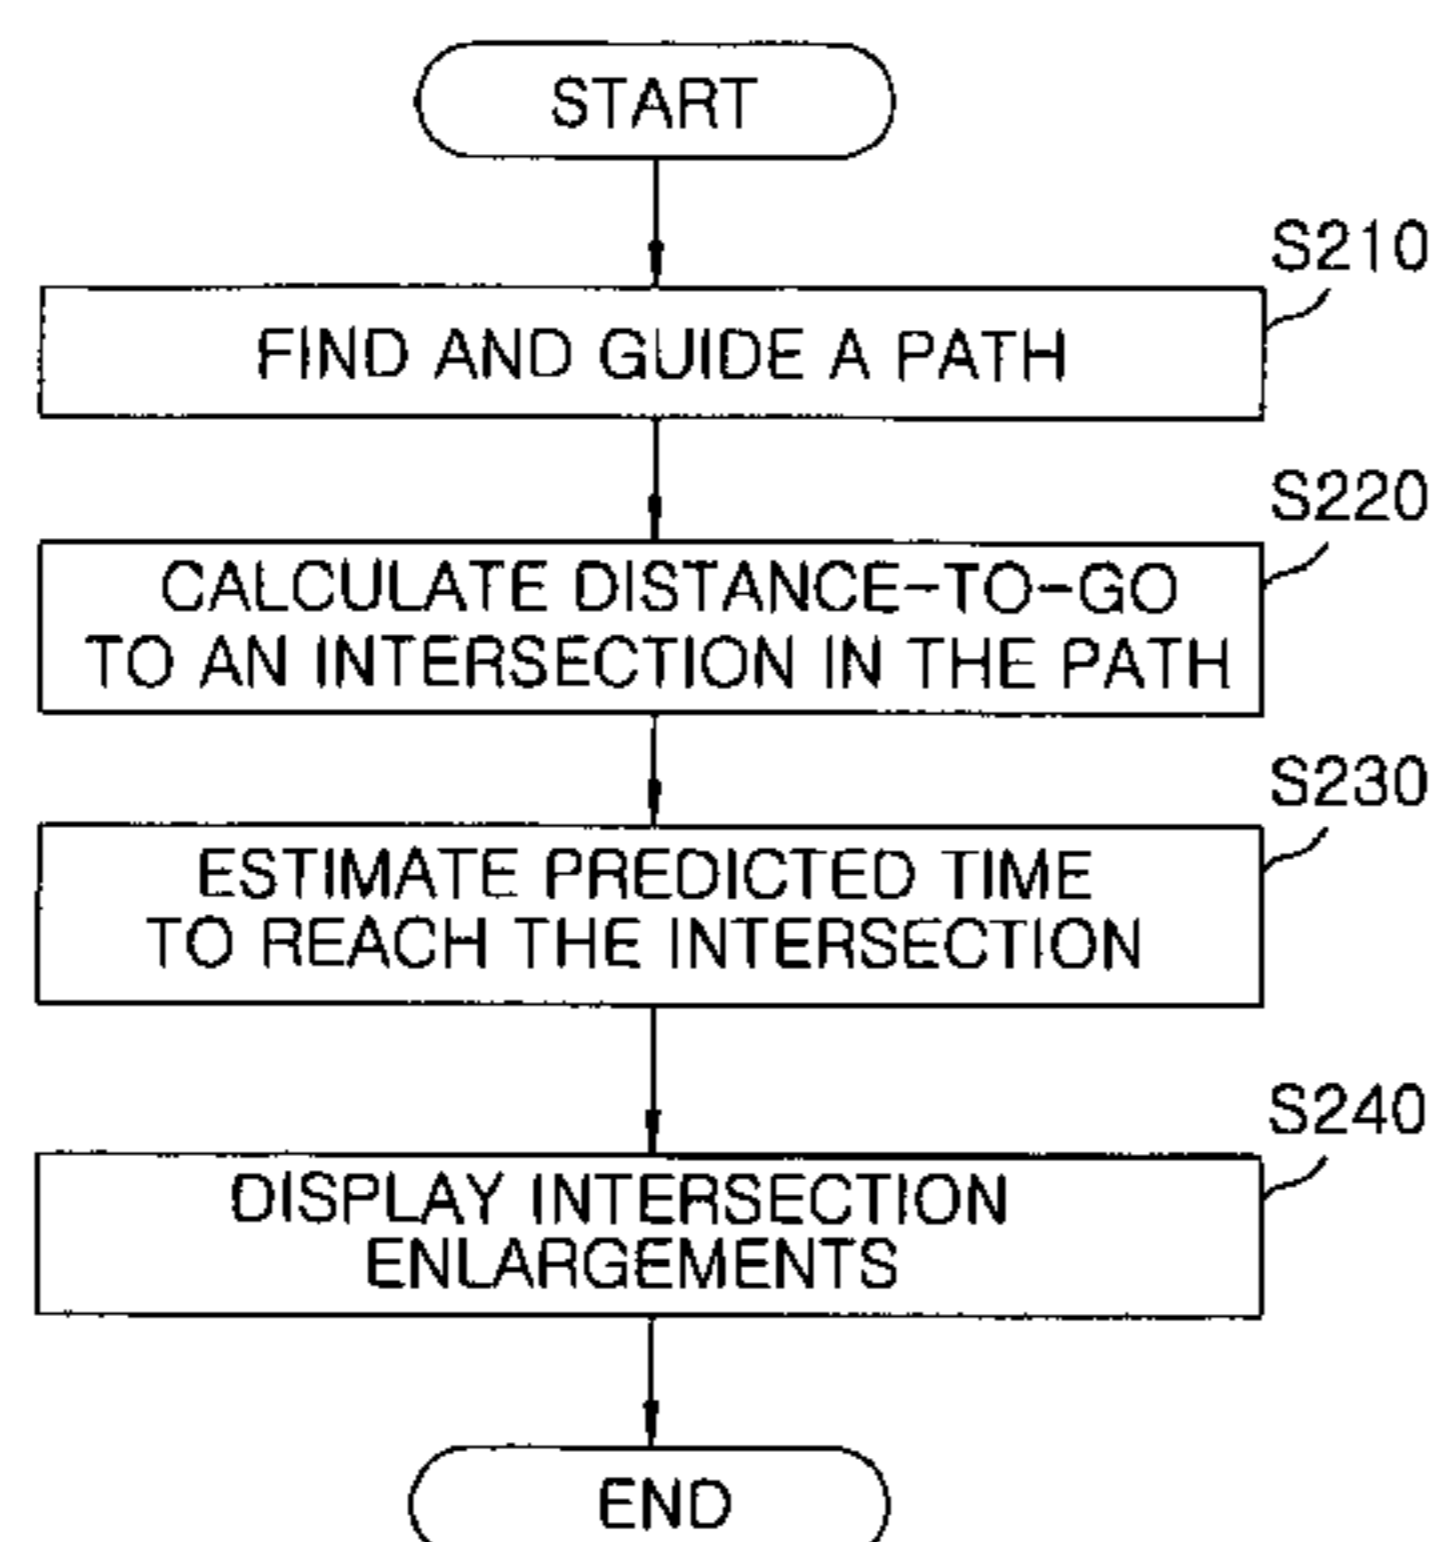 START
S210
FIND AND GUIDE A PATH
S220
CALCULATE DISTANCE-TO-GO
TO AN INTERSECTION IN THE PATH
S230
ESTIMATE PREDICTED TIME
TO REACH THE INTERSECTION
S240
DISPLAY INTERSECTION
ENLARGEMENTS
END